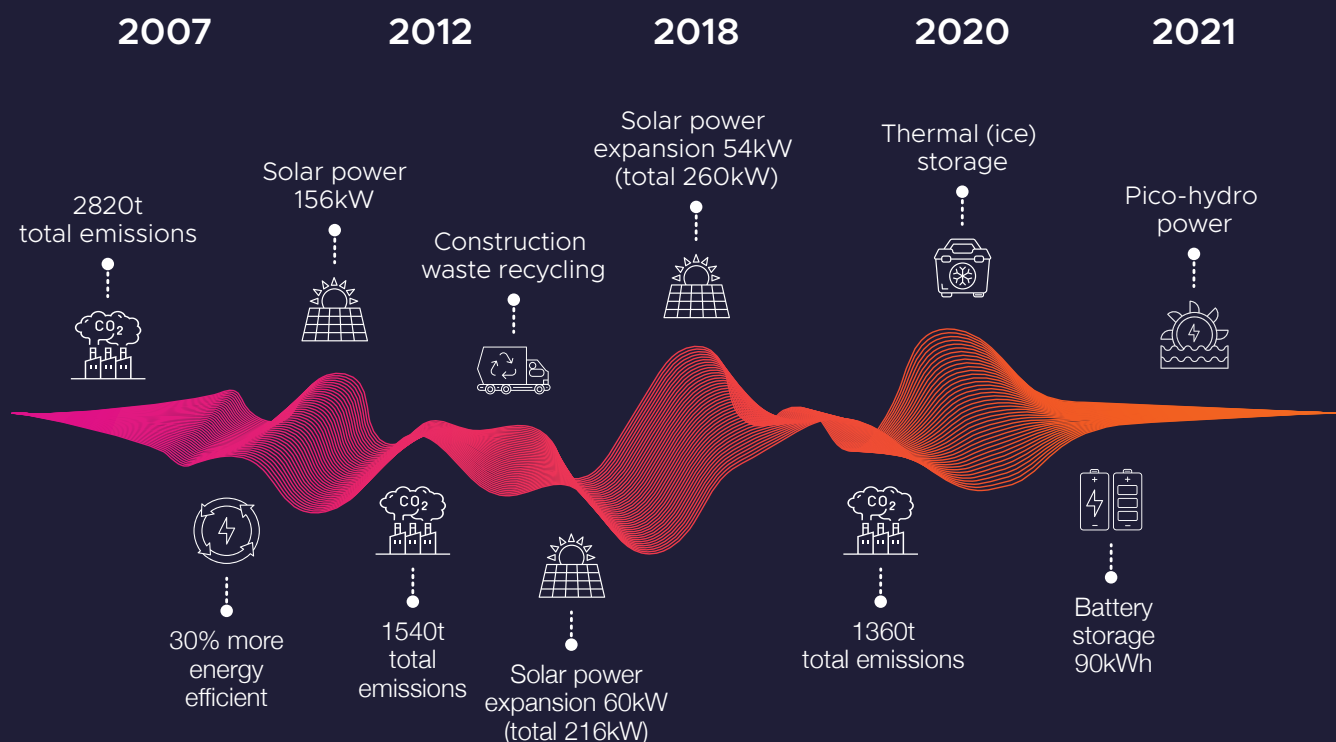 2007
2012
2018
2020
2021
2820t
total emissions
CO2
30% more
energy
efficient
Solar power
156kW
CO2
1540t
total
emissions
Construction
waste recycling
Solar power
expansion 60kW
(total 216kW)
Solar power
expansion 54kW
(total 260kW)
CO2
1360t
total emissions
Thermal (ice)
storage
Battery
storage
90kWh
Pico-hydro
power